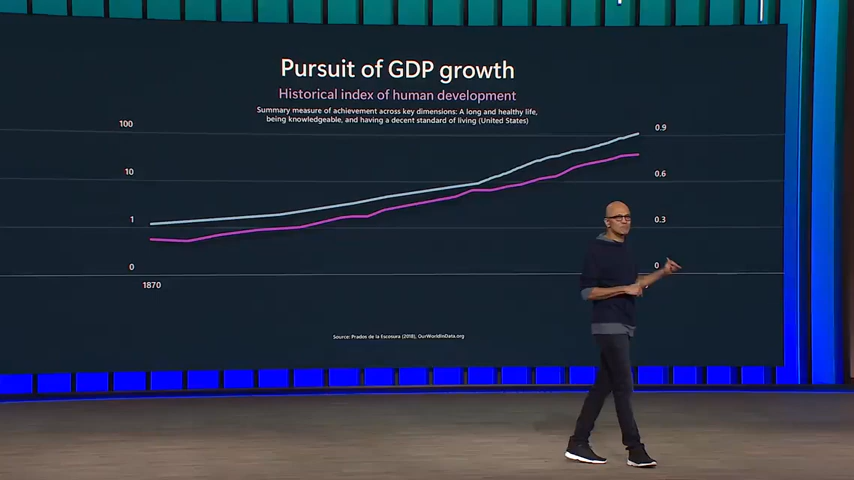 Pursuit of GDP growth
Historical index of human development
Summary measure of achievement across key dimensions: A long and healthy life,
being knowledgeable, and having a decent standard of living (United States)
100
0.9
10
0.6
1
0.3
0
0
1870
Source: Prados de la Escosura (2018), OurWorldInData.org